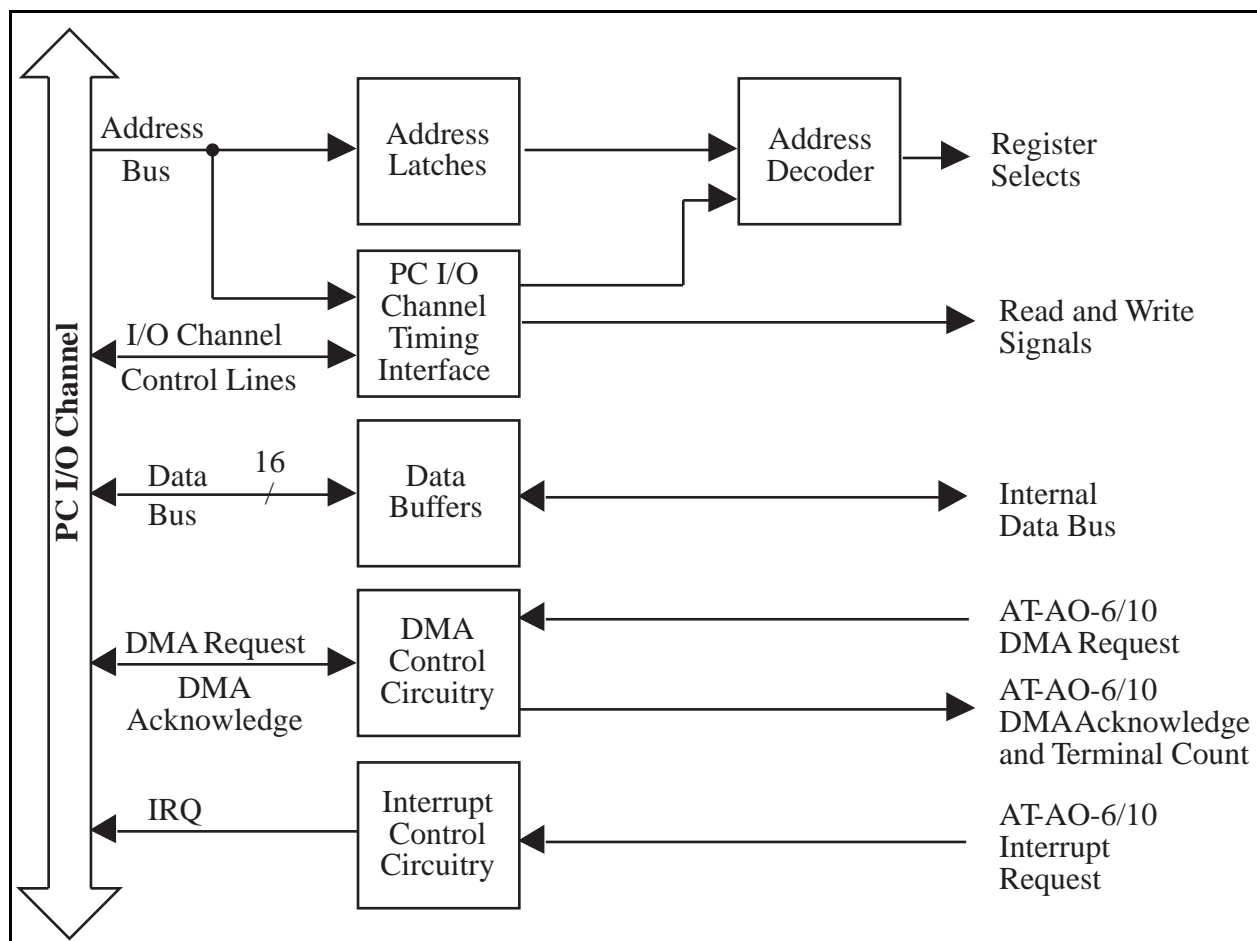 PC I/O Channel
Address
Bus
Address
Latches
Address
Decoder
Register
Selects
PC I/O
Channel
Timing
Interface
I/O Channel
Control Lines
Read and Write
Signals
Data
Bus
16
/
Data
Buffers
Internal
Data Bus
DMA Request
DMA
Acknowledge
DMA
Control
Circuitry
AT-AO-6/10
DMA Request
AT-AO-6/10
DMA Acknowledge
and Terminal Count
IRQ
Interrupt
Control
Circuitry
AT-AO-6/10
Interrupt
Request